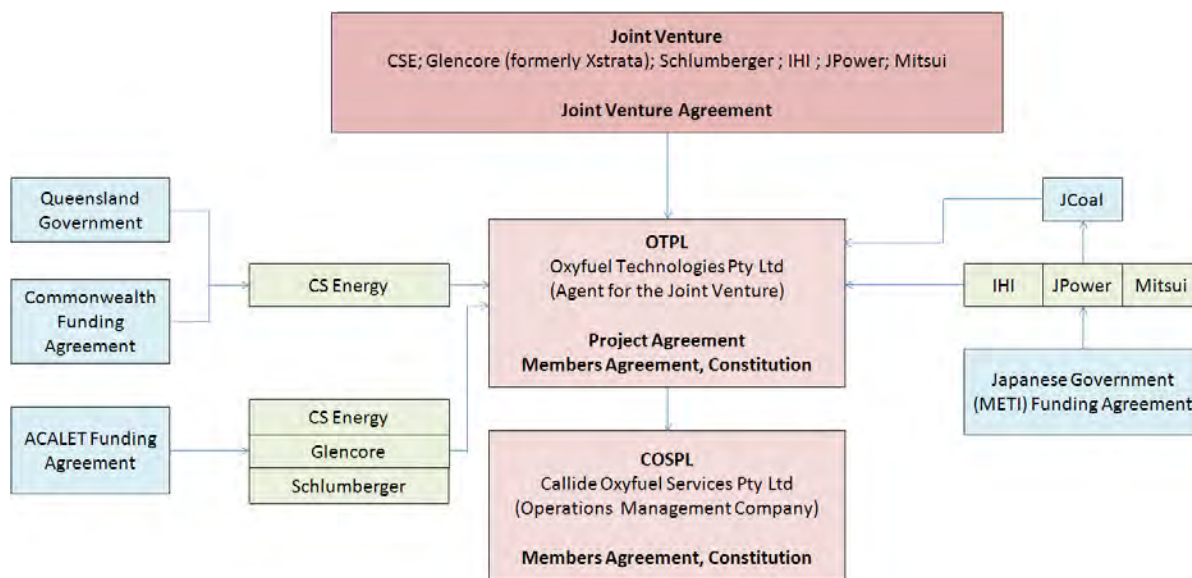 Joint Venture
CSE; Glencore (formerly Xstrata); Schlumberger ; IHI ; JPower; Mitsui
Joint Venture Agreement
Queensland
Government
Commonwealth
Funding
Agreement
ACALET Funding
Agreement
CS Energy
CS Energy
Glencore
Schlumberger
OTPL
Oxyfuel Technologies Pty Ltd
(Agent for the Joint Venture)
Project Agreement
Members Agreement, Constitution
COSPL
Callide Oxyfuel Services Pty Ltd
(Operations Management Company)
Members Agreement, Constitution
JCoal
IHI JPower Mitsui
Japanese Government
(METI) Funding Agreement